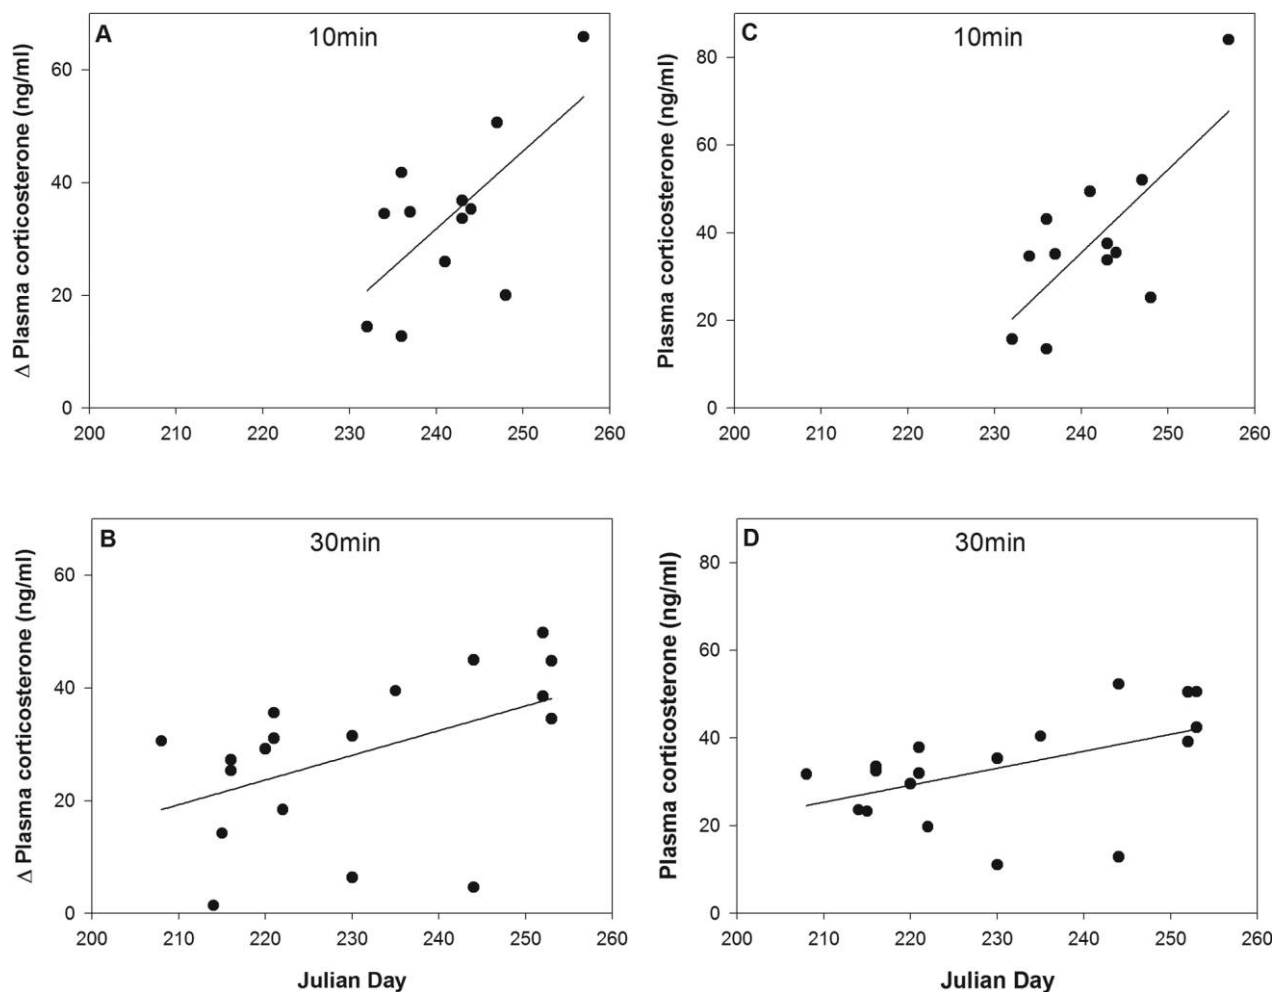 A
10min
Δ Plasma corticosterone (ng/ml)
60
40
20
0
200 210 220 230 240 250 260
C
10min
Plasma corticosterone (ng/ml)
80
60
40
20
0
200 210 220 230 240 250 260
B
30min
Δ Plasma corticosterone (ng/ml)
60
40
20
0
200 210 220 230 240 250 260
Julian Day
D
30min
Plasma corticosterone (ng/ml)
80
60
40
20
0
200 210 220 230 240 250 260
Julian Day